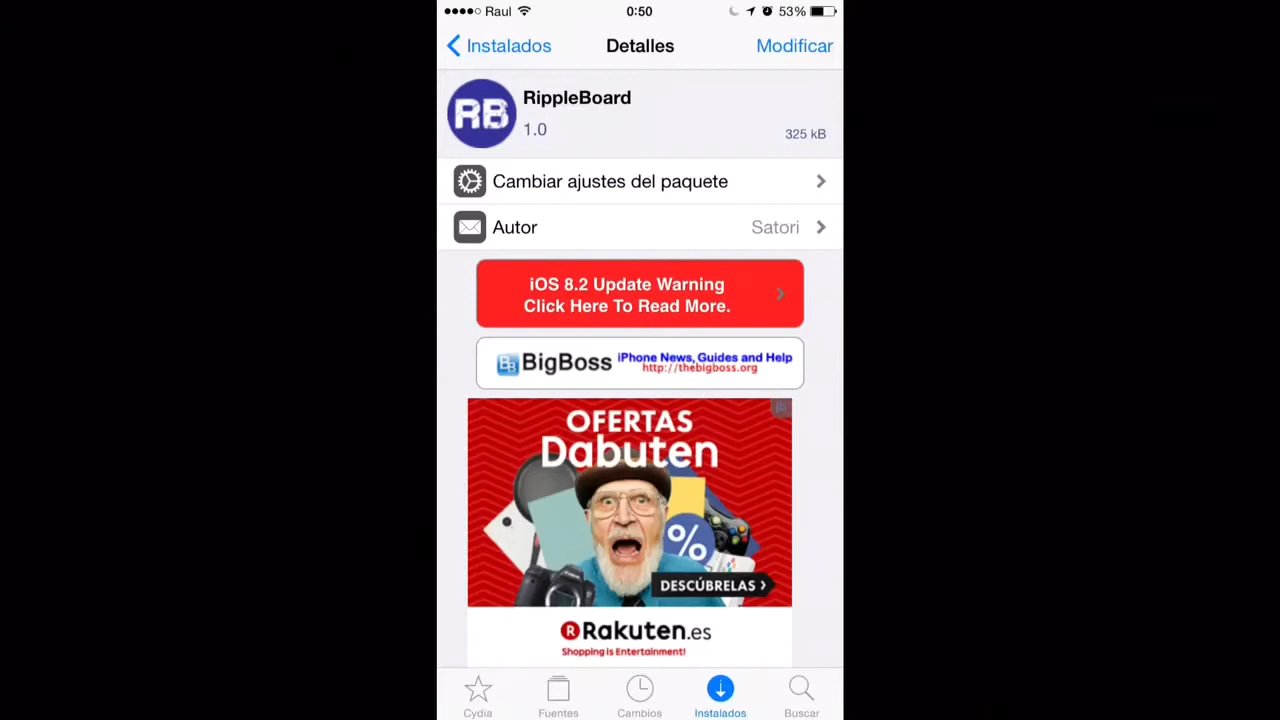 Raul 0:50 53%
Instalados Detalles Modificar
RB
RippleBoard
1.0
325 kB
Cambiar ajustes del paquete
Autor Satori
iOS 8.2 Update Warning
Click Here To Read More.
BB BigBoss iPhone News, Guides and Help
http://thebigboss.org
OFERTAS
Dabuten
%
DESCÚBRELAS >
R Rakuten.es
Shopping is Entertainment!
Cydia Fuentes Cambios Instalados Buscar